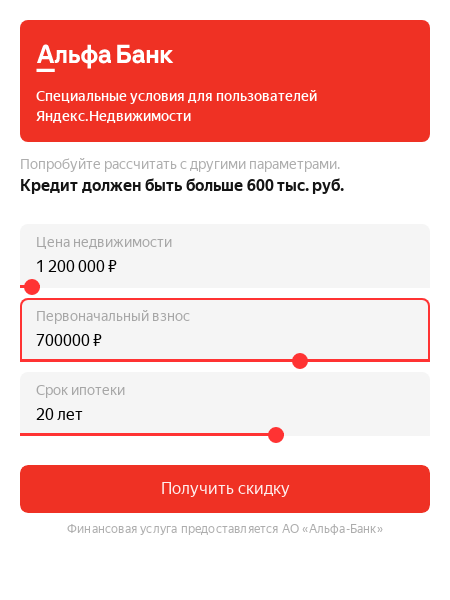 Альфа Банк
Специальные условия для пользователей
Яндекс.Недвижимости
Попробуйте рассчитать с другими параметрами.
Кредит должен быть больше 600 тыс. руб.
Цена недвижимости
1 200 000 ₽
Первоначальный взнос
700000 ₽
Срок ипотеки
20 лет
Получить скидку
Финансовая услуга предоставляется АО «Альфа-Банк»